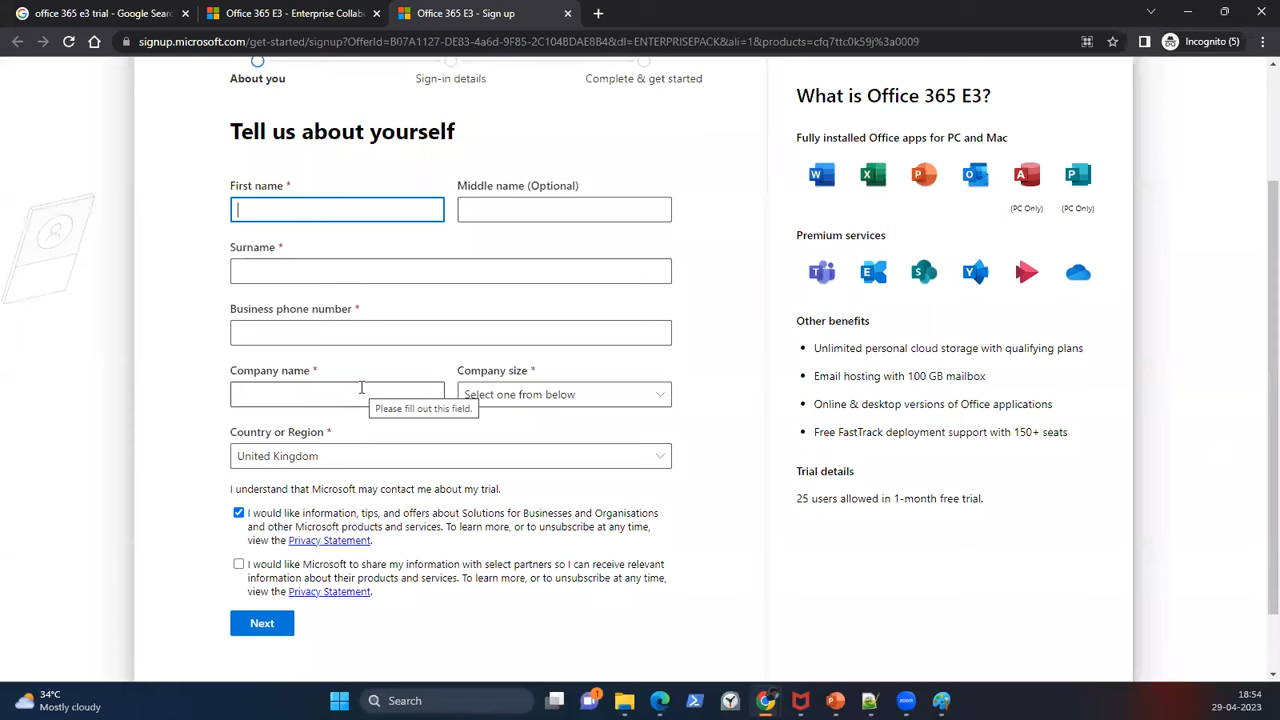 office 365 e3 trial - Google Sear
Office 365 E3 - Enterprise Collab
Office 365 E3 - Sign up
signup.microsoft.com/get-started/signup?OfferId=B07A1127-DE83-4a6d-9F85-2C104BDAE8B4&dl=ENTERPRISEPACK&ali=1&products=cfq7ttc0k59j%3a0009
Incognito (5)
About you
Sign-in details
Complete & get started
Tell us about yourself
First name *
Middle name (Optional)
Surname *
Business phone number *
Company name *
Company size *
Select one from below
Please fill out this field.
Country or Region *
United Kingdom
I understand that Microsoft may contact me about my trial.
I would like information, tips, and offers about Solutions for Businesses and Organisations
and other Microsoft products and services. To learn more, or to unsubscribe at any time,
view the Privacy Statement.
I would like Microsoft to share my information with select partners so I can receive relevant
information about their products and services. To learn more, or to unsubscribe at any time,
view the Privacy Statement.
Next
What is Office 365 E3?
Fully installed Office apps for PC and Mac
W
X
P
O
A
P
(PC Only)
(PC Only)
Premium services
T
E
S
Y
Other benefits
Unlimited personal cloud storage with qualifying plans
Email hosting with 100 GB mailbox
Online & desktop versions of Office applications
Free FastTrack deployment support with 150+ seats
Trial details
25 users allowed in 1-month free trial.
34°C
Mostly cloudy
Search
1
zoom
18:54
29-04-2023